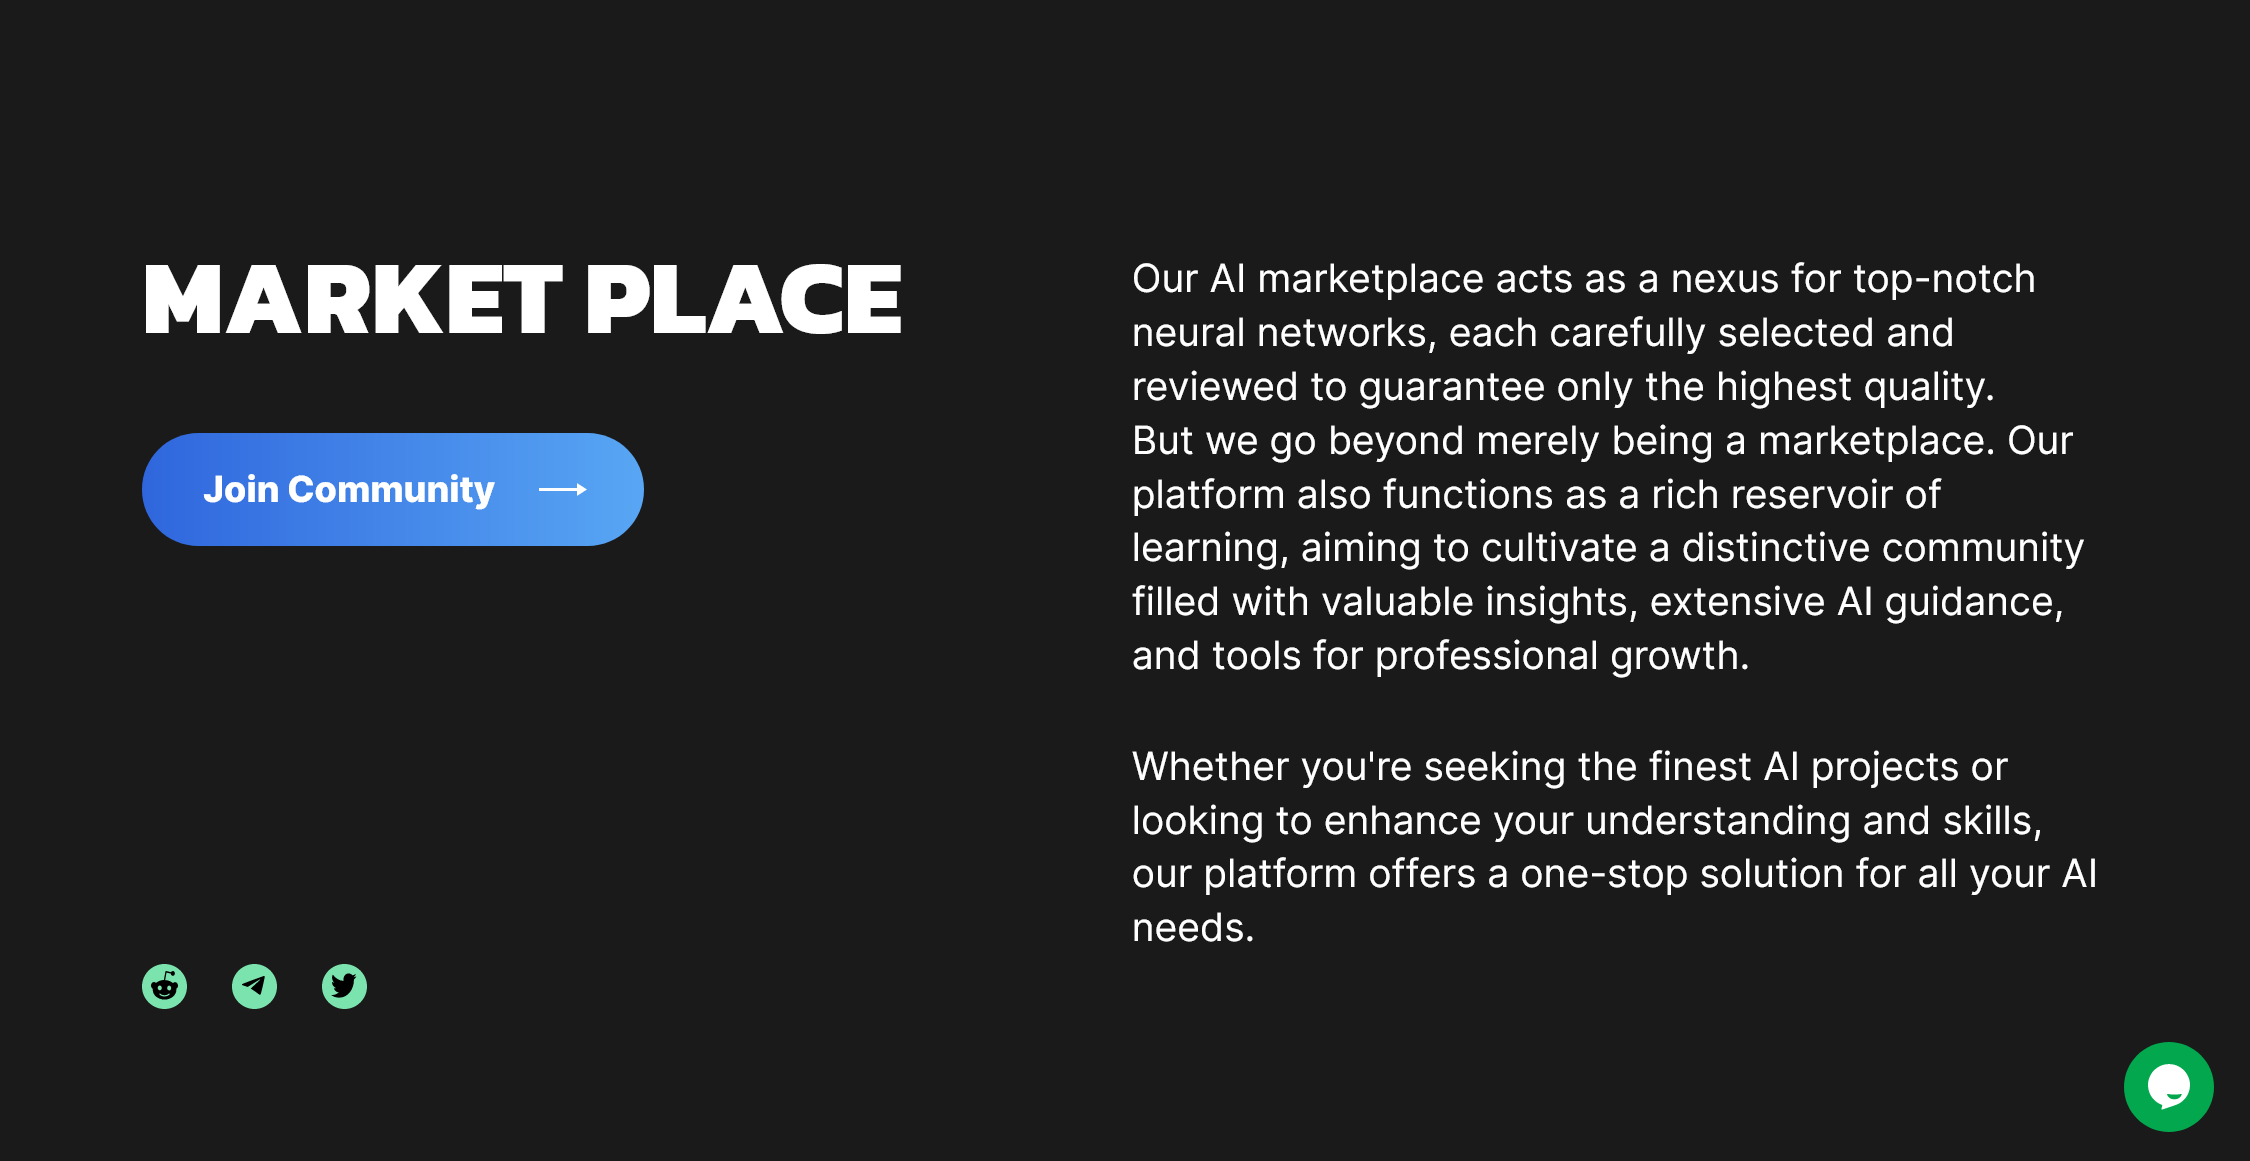 MARKET PLACE
Join Community
Our AI marketplace acts as a nexus for top-notch
neural networks, each carefully selected and
reviewed to guarantee only the highest quality.
But we go beyond merely being a marketplace. Our
platform also functions as a rich reservoir of
learning, aiming to cultivate a distinctive community
filled with valuable insights, extensive AI guidance,
and tools for professional growth.
Whether you're seeking the finest AI projects or
looking to enhance your understanding and skills,
our platform offers a one-stop solution for all your AI
needs.